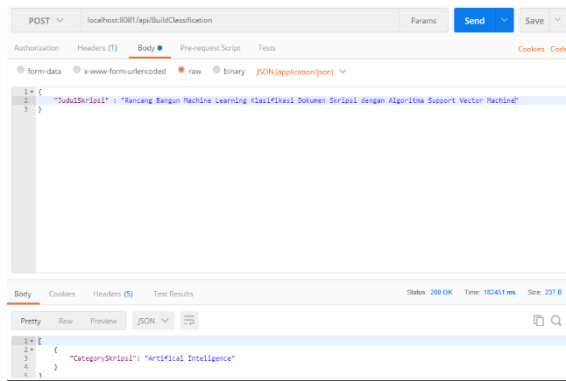 POST localhost:8081/api/BuildClassification Params Send Save
Authorization Headers (1) Body Pre-request Script Tests Cookies Code
form-data x-www-form-urlencoded raw binary JSON (application/json)
1 {
2 "JudulSkripsi" : "Rancang Bangun Machine Learning Klasifikasi Dokumen Skripsi dengan Algoritma Support Vector Machine"
3 }
Body Cookies Headers (5) Test Results Status: 200 OK Time: 182451 ms Size: 237 B
Pretty Raw Preview JSON
1 [
2 {
3 "CategorySkripsi": "Artifical Inteligence"
4 }
5 ]